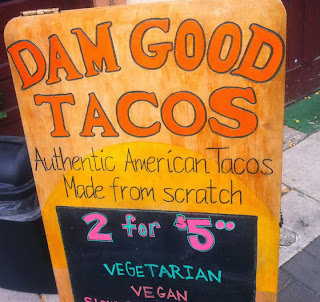 DAM GOOD
TACOS
Authentic American Tacos
Made from scratch
2 for $5.00
VEGETARIAN
VEGAN